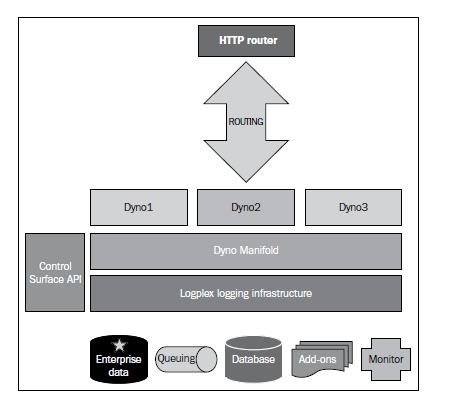 HTTP router
ROUTING
Dyno1
Dyno2
Dyno3
Control
Surface API
Dyno Manifold
Logplex logging infrastructure
Enterprise
data
Queuing
Database
Add-ons
Monitor